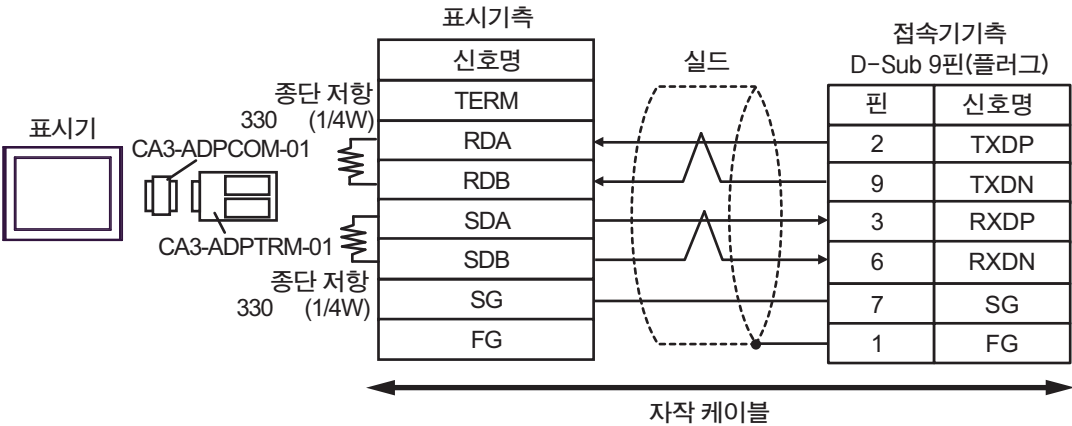 표시기측
신호명
TERM
RDA
RDB
SDA
SDB
SG
FG
종단 저항
330 (1/4W)
표시기
CA3-ADPCOM-01
CA3-ADPTRM-01
종단 저항
330 (1/4W)
실드
접속기기측
D-Sub 9핀(플러그)
핀 신호명
2 TXDP
9 TXDN
3 RXDP
6 RXDN
7 SG
1 FG
자작 케이블